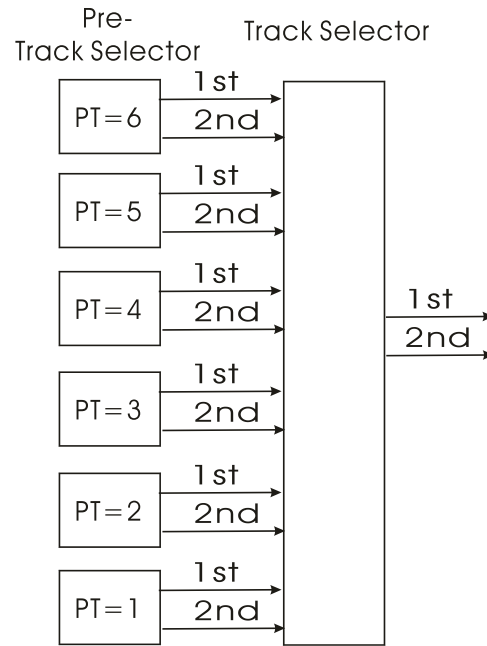 Pre-
Track Selector
Track Selector
1st
PT=6
2nd
1st
PT=5
2nd
1st
PT=4
2nd
1st
2nd
1st
PT=3
2nd
1st
PT=2
2nd
1st
PT=1
2nd